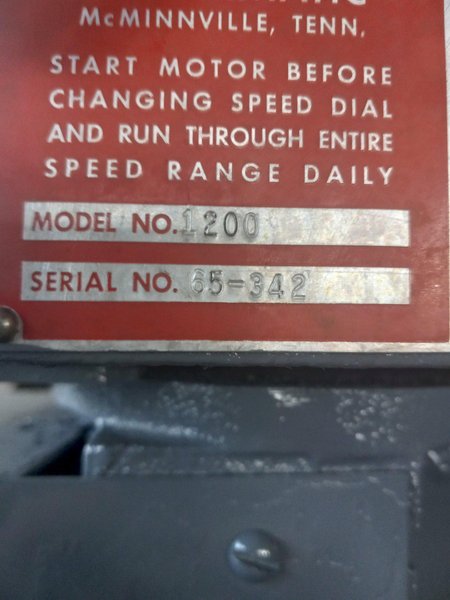 McMINNVILLE, TENN.
START MOTOR BEFORE
CHANGING SPEED DIAL
AND RUN THROUGH ENTIRE
SPEED RANGE DAILY
MODEL NO. 1200
SERIAL NO. 65-342